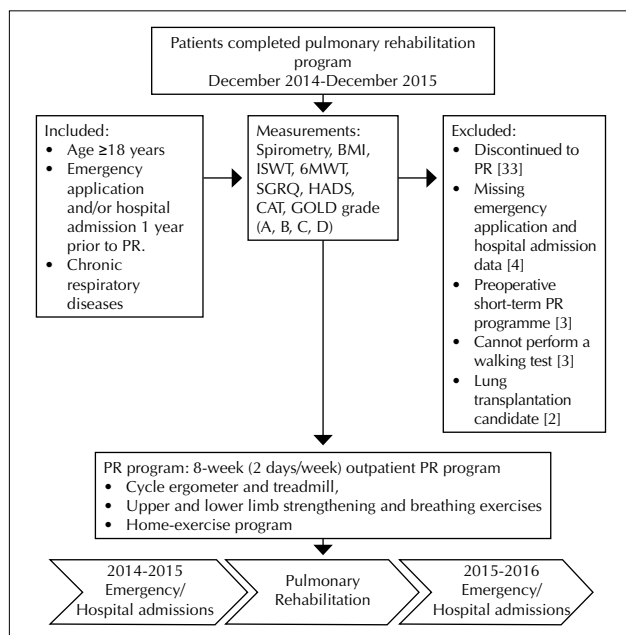 Patients completed pulmonary rehabilitation
program
December 2014-December 2015
Included:
• Age ≥18 years
• Emergency
application
and/or hospital
admission 1 year
prior to PR.
• Chronic
respiratory
diseases
Measurements:
Spirometry, BMI,
ISWT, 6MWT,
SGRQ, HADS,
CAT, GOLD grade
(A, B, C, D)
Excluded:
• Discontinued to
PR [33]
• Missing
emergency
application and
hospital admission
data [4]
• Preoperative
short-term PR
programme [3]
• Cannot perform a
walking test [3]
• Lung
transplantation
candidate [2]
PR program: 8-week (2 days/week) outpatient PR program
• Cycle ergometer and treadmill,
• Upper and lower limb strengthening and breathing exercises
• Home-exercise program
2014-2015
Emergency/
Hospital admissions
Pulmonary
Rehabilitation
2015-2016
Emergency/
Hospital admissions